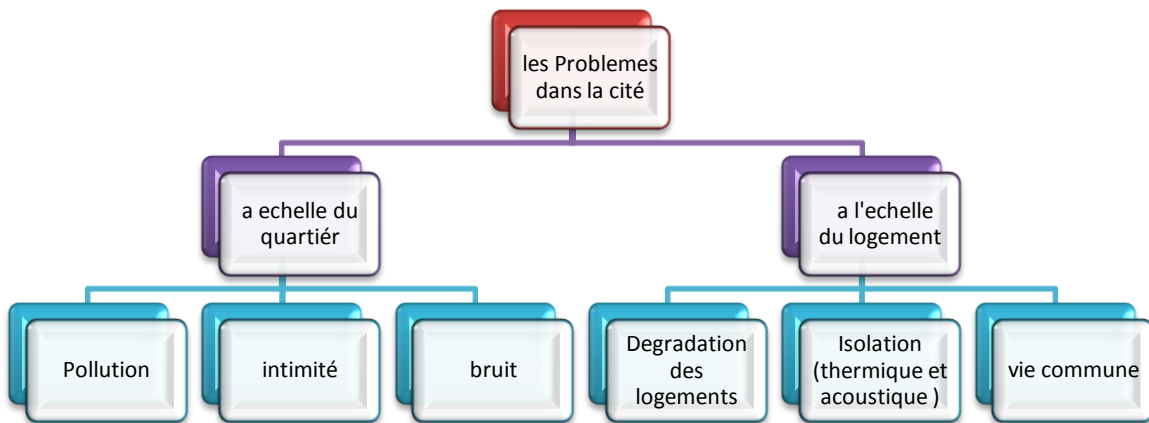 les Problemes
dans la cité
a echelle du
quartiér
a l'echelle
du logement
Pollution
intimité
bruit
Degradation
des
logements
Isolation
(thermique et
acoustique )
vie commune